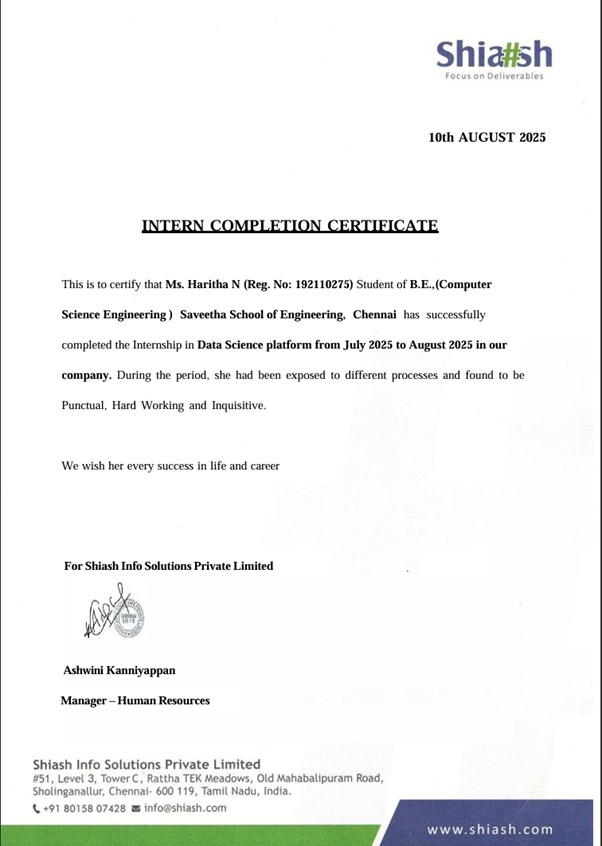 Shia#sh
Focus on Deliverables
10th AUGUST 2025
INTERN COMPLETION CERTIFICATE
This is to certify that Ms. Haritha N (Reg. No: 192110275) Student of B.E.,(Computer
Science Engineering ) Saveetha School of Engineering, Chennai has successfully
completed the Internship in Data Science platform from July 2025 to August 2025 in our
company. During the period, she had been exposed to different processes and found to be
Punctual, Hard Working and Inquisitive.
We wish her every success in life and career
For Shiash Info Solutions Private Limited
Ashwini Kanniyappan
Manager – Human Resources
Shiash Info Solutions Private Limited
#51, Level 3, Tower C, Rattha TEK Meadows, Old Mahabalipuram Road,
Sholinganallur, Chennai- 600 119, Tamil Nadu, India.
+91 80158 07428 info@shiash.com
www.shiash.com